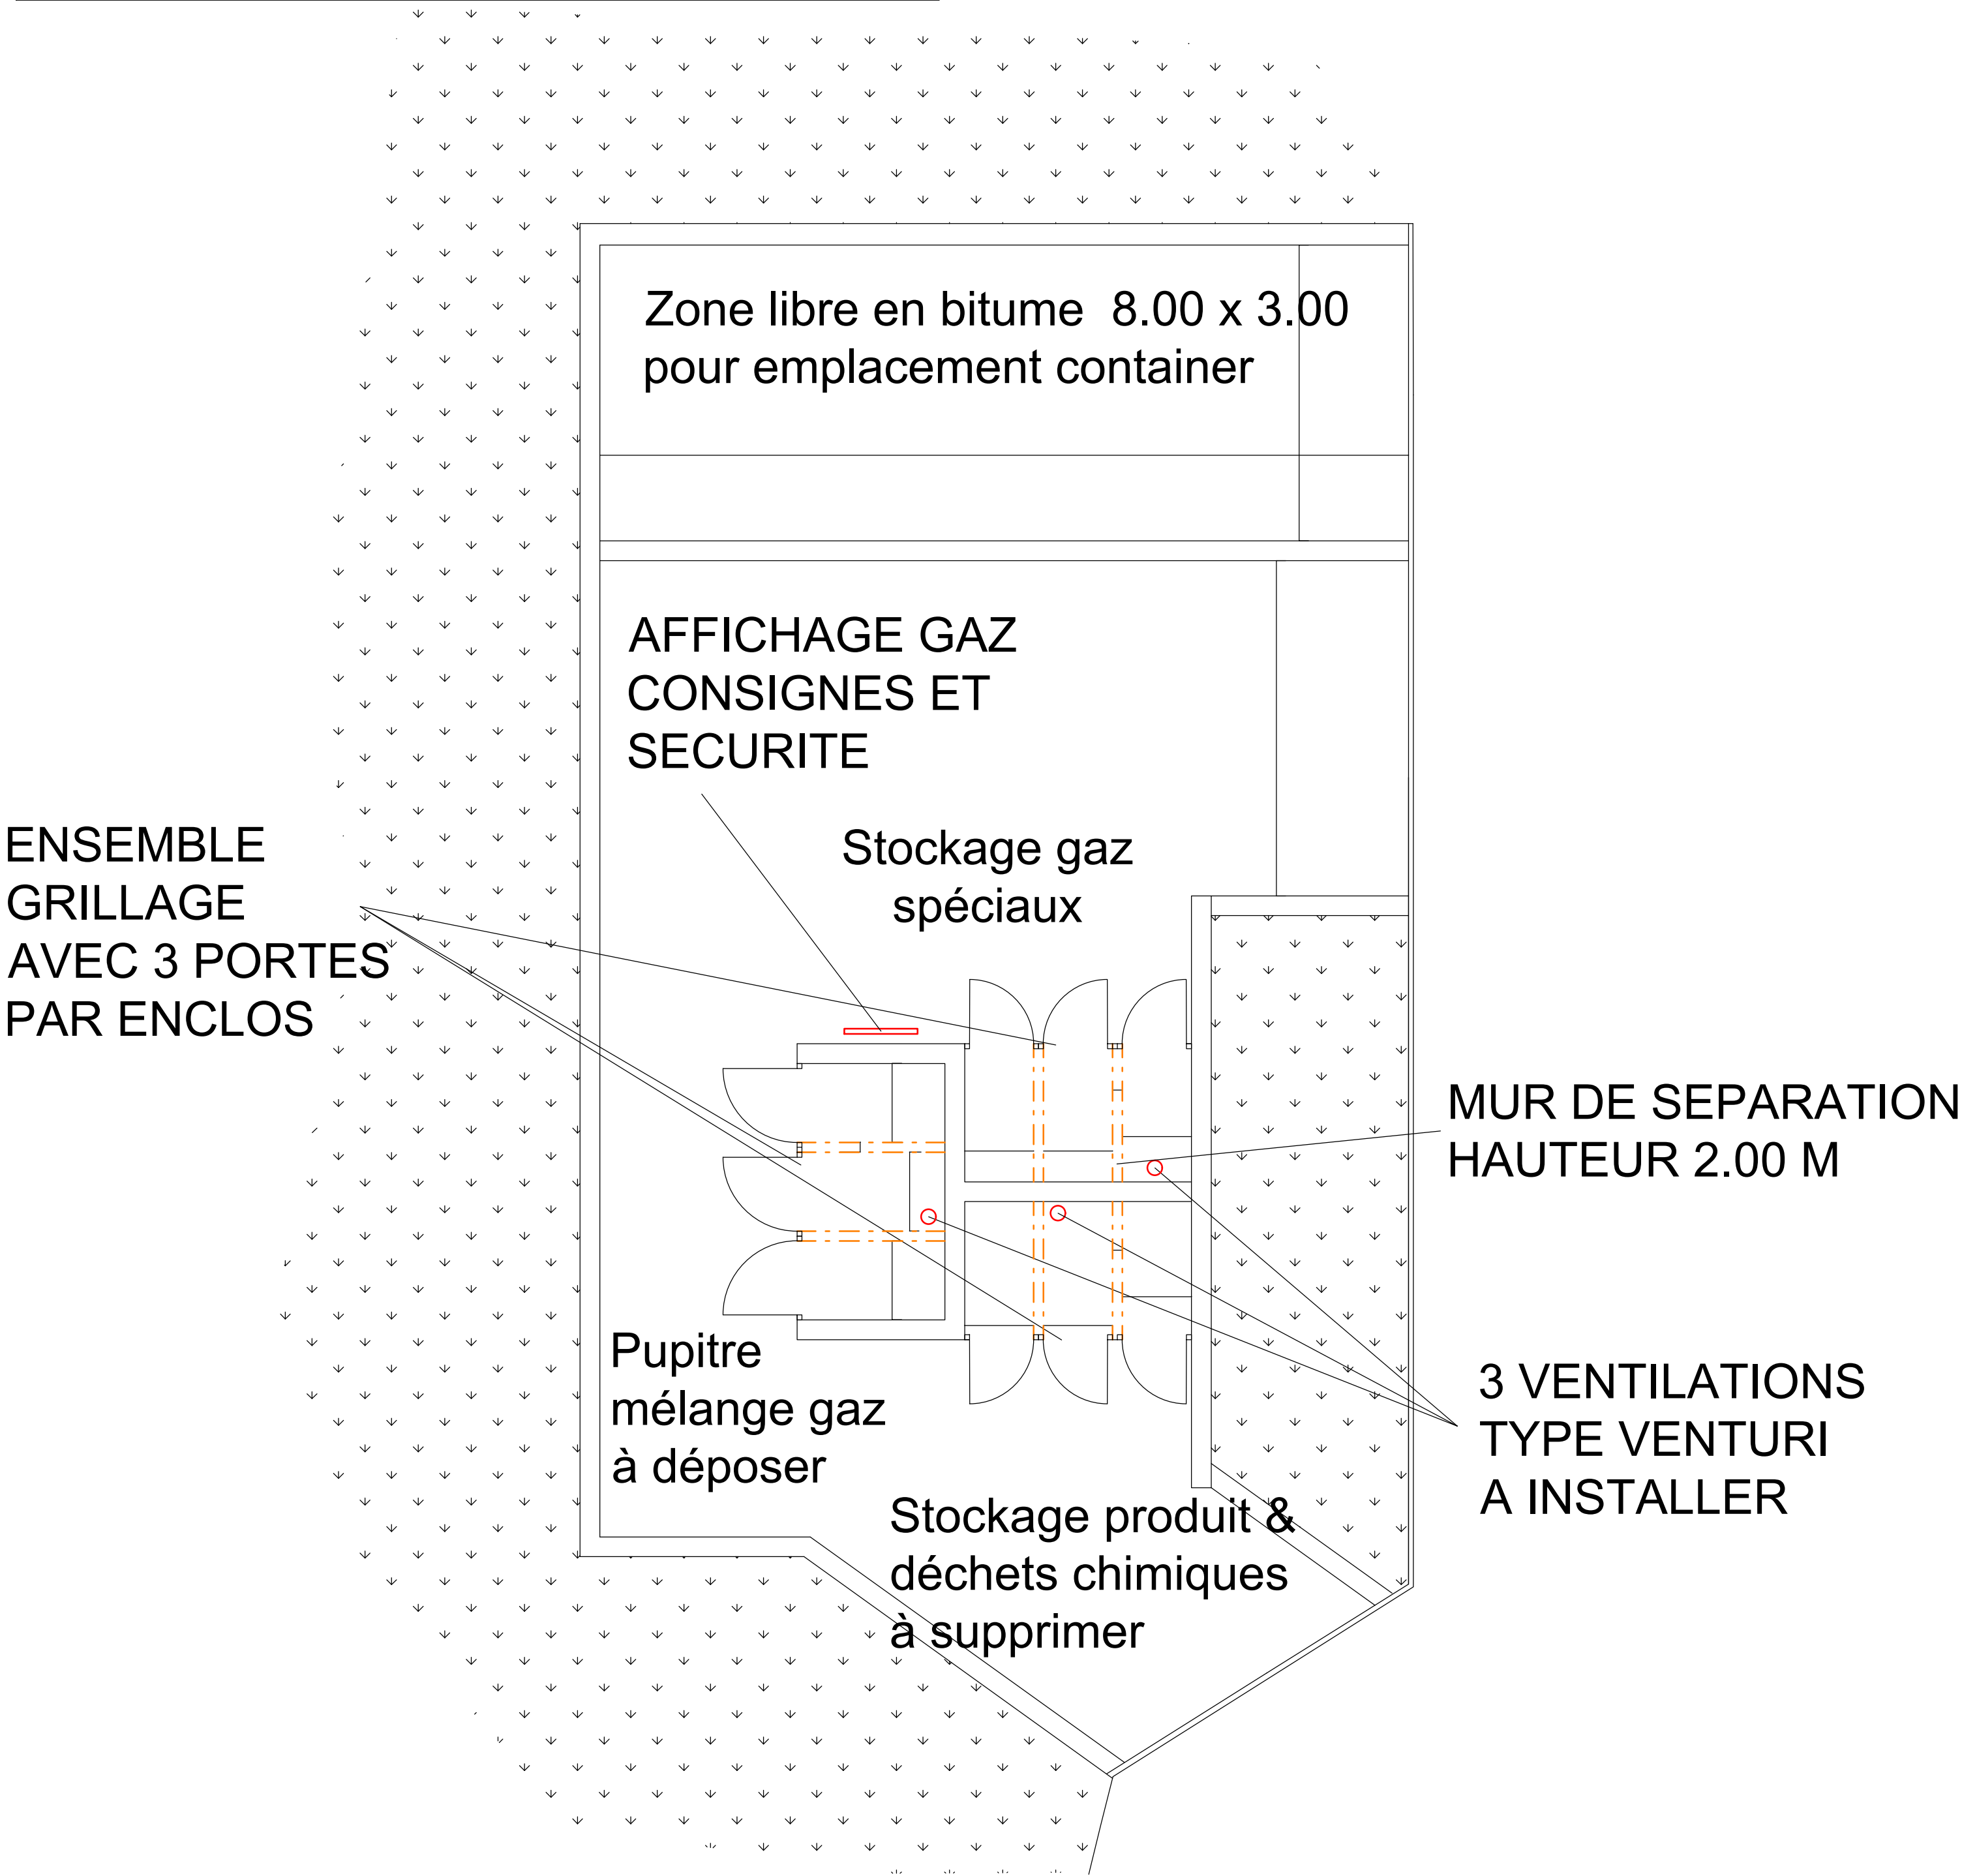 Zone libre en bitume  8.00 x 3.00
pour emplacement container
AFFICHAGE GAZ
CONSIGNES ET
SECURITE
Stockage gaz
spéciaux
ENSEMBLE
GRILLAGE
AVEC 3 PORTES
PAR ENCLOS
MUR DE SEPARATION
HAUTEUR 2.00 M
Pupitre
mélange gaz
à déposer
3 VENTILATIONS
TYPE VENTURI
A INSTALLER
Stockage produit &
déchets chimiques
à supprimer